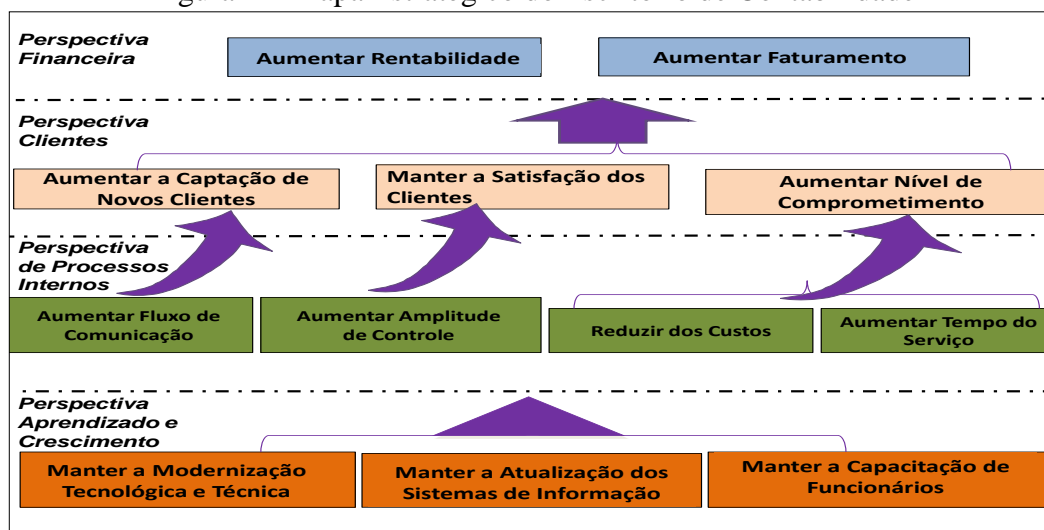 Perspectiva
Financeira
Aumentar Rentabilidade
Aumentar Faturamento
Perspectiva
Clientes
Aumentar a Captação de
Novos Clientes
Manter a Satisfação dos
Clientes
Aumentar Nível de
Comprometimento
Perspectiva
de Processos
Internos
Aumentar Fluxo de
Comunicação
Aumentar Amplitude
de Controle
Reduzir dos Custos
Aumentar Tempo do
Serviço
Perspectiva
Aprendizado e
Crescimento
Manter a Modernização
Tecnológica e Técnica
Manter a Atualização dos
Sistemas de Informação
Manter a Capacitação de
Funcionários